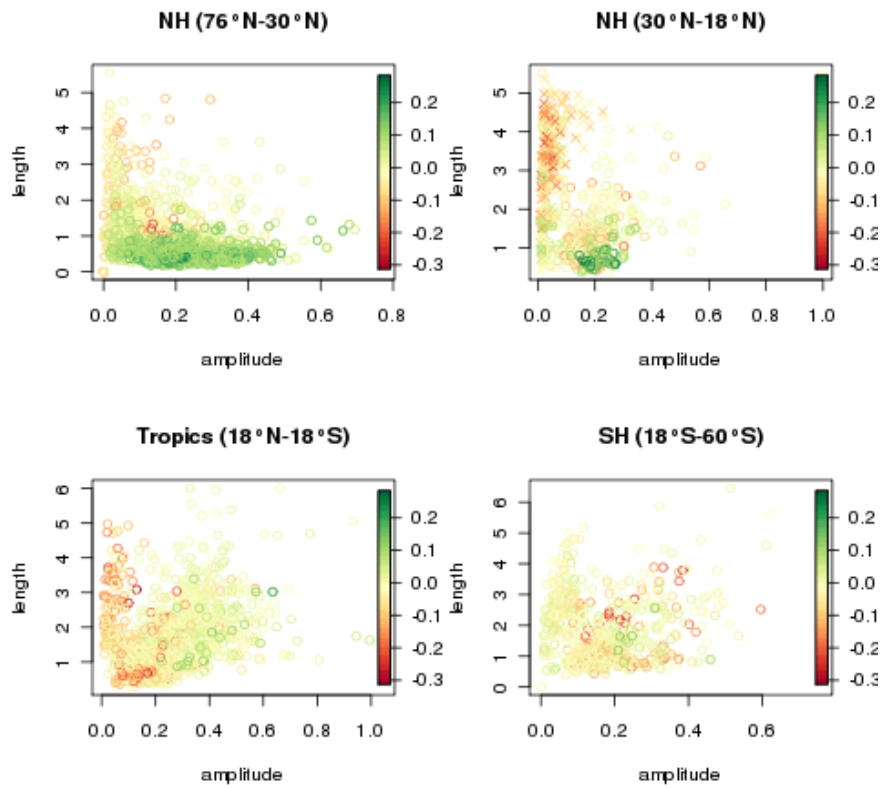 NH (76°N-30°N)
length
0 1 2 3 4 5
0.2
0.1
0.0
-0.1
-0.2
-0.3
0.0 0.2 0.4 0.6 0.8
amplitude
NH (30°N-18°N)
length
1 2 3 4 5
0.2
0.1
0.0
-0.1
-0.2
-0.3
0.0 0.2 0.4 0.6 0.8 1.0
amplitude
Tropics (18°N-18°S)
length
1 2 3 4 5 6
0.2
0.1
0.0
-0.1
-0.2
-0.3
0.0 0.2 0.4 0.6 0.8 1.0
amplitude
SH (18°S-60°S)
length
0 1 2 3 4 5 6
0.2
0.1
0.0
-0.1
-0.2
-0.3
0.0 0.2 0.4 0.6
amplitude